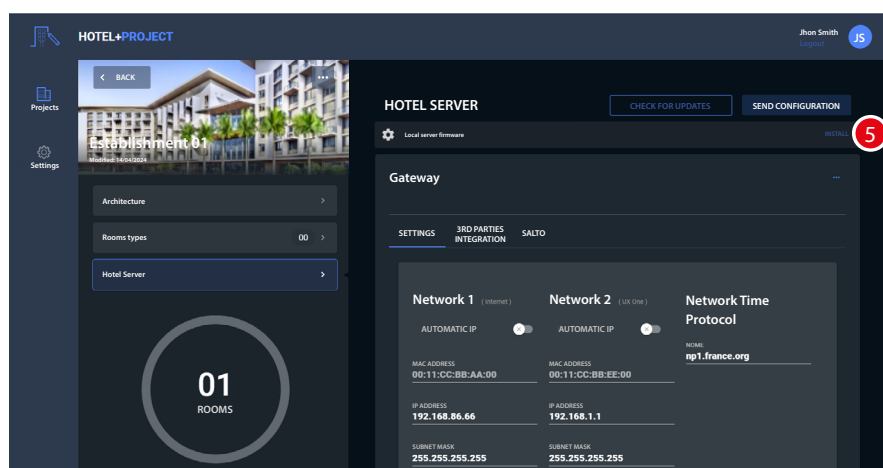 HOTEL+PROJECT
Jhon Smith
Logout
JS
BACK
...
Projects
Settings
Establishment 01
Modified: 14/04/2024
Architecture
Rooms types
00
Hotel Server
01
ROOMS
HOTEL SERVER
CHECK FOR UPDATES
SEND CONFIGURATION
Local server firmware
INSTALL
5
Gateway
...
SETTINGS
3RD PARTIES
INTEGRATION
SALTO
Network 1 ( Internet )
AUTOMATIC IP
MAC ADDRESS
00:11:CC:BB:AA:00
IP ADDRESS
192.168.86.66
SUBNET MASK
255.255.255.255
Network 2 ( UX One )
AUTOMATIC IP
MAC ADDRESS
00:11:CC:BB:EE:00
IP ADDRESS
192.168.1.1
SUBNET MASK
255.255.255.255
Network Time
Protocol
NOME
np1.france.org